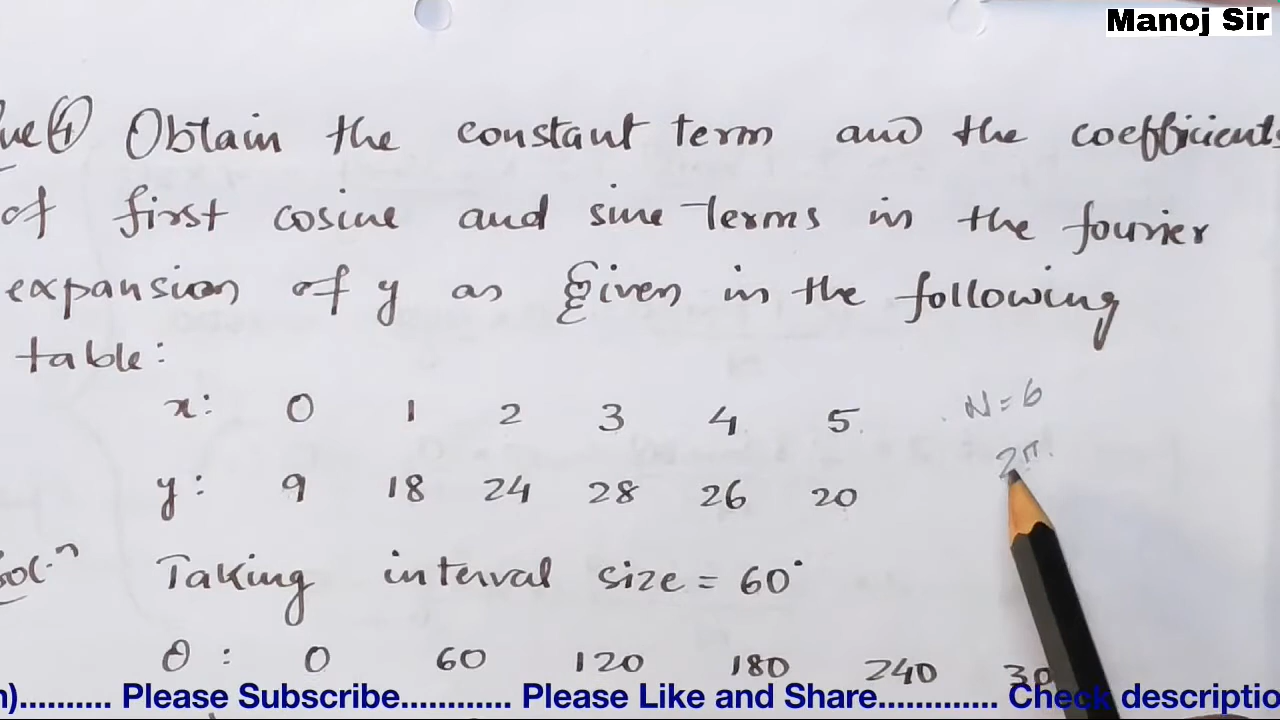 Manoj Sir
Que④ Obtain the constant term and the coefficients
of first cosine and sine terms in the fourier
expansion of y as given in the following
table:
x: 0 1 2 3 4 5 N = 6
y: 9 18 24 28 26 20 2π
Sol.ⁿ Taking interval size = 60°
θ : 0 60 120 180 240 30
n).......... Please Subscribe............ Please Like and Share............. Check descriptio